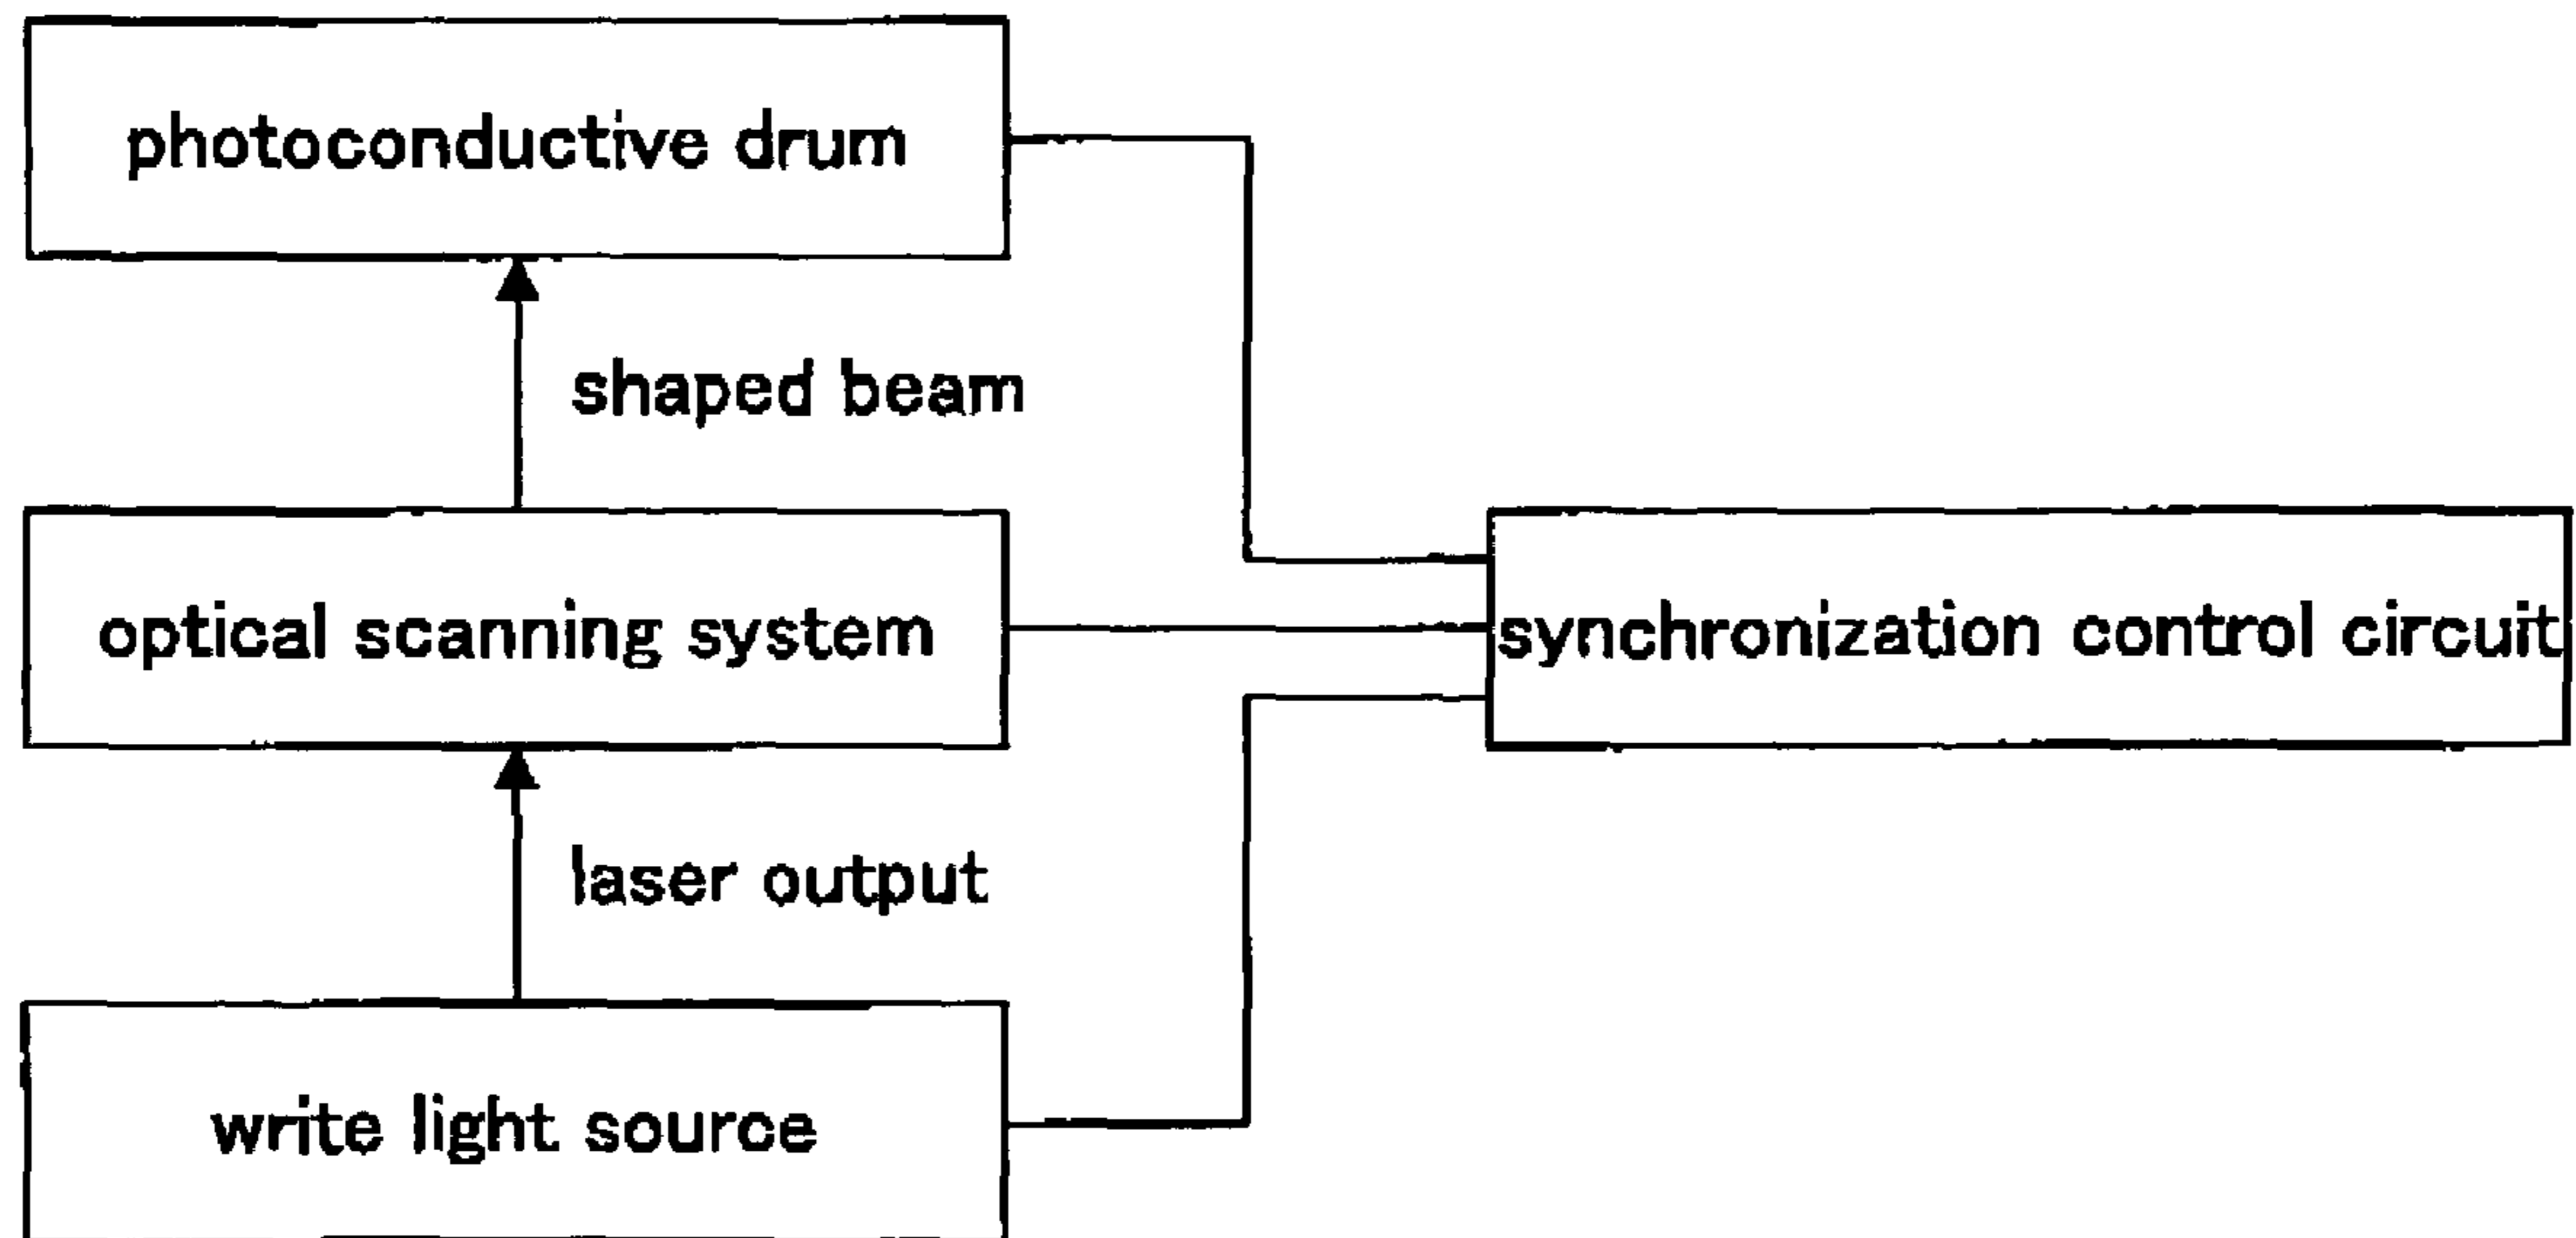 photoconductive drum
shaped beam
optical scanning system
synchronization control circuit
laser output
write light source